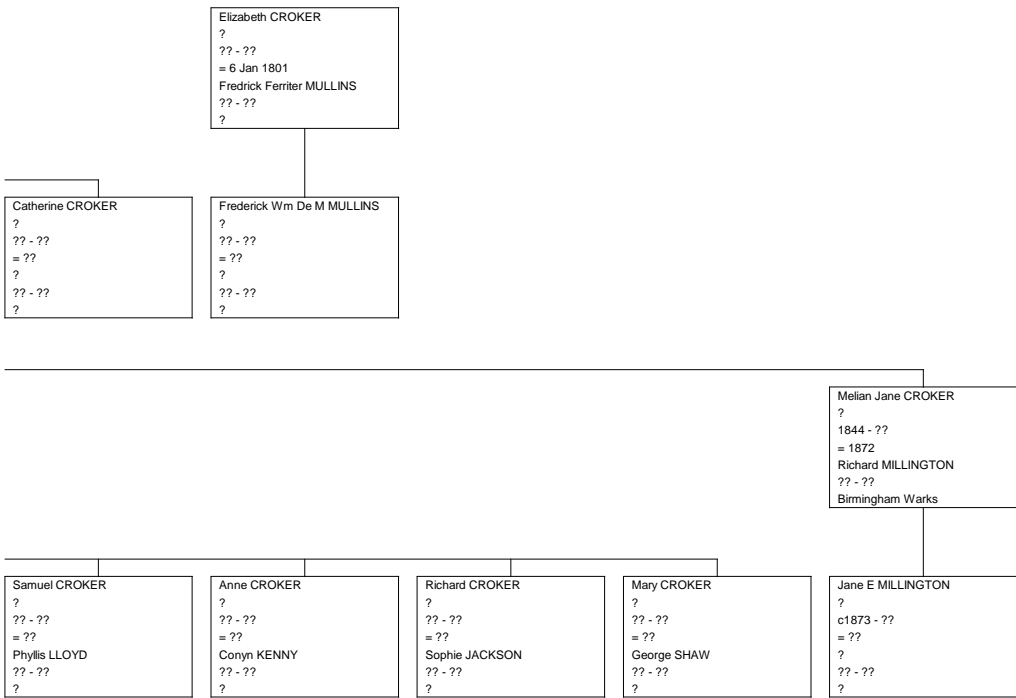 Elizabeth CROKER
?
?? - ??
= 6 Jan 1801
Fredrick Ferriter MULLINS
?? - ??
?
Catherine CROKER
?
?? - ??
= ??
?
?? - ??
?
Frederick Wm De M MULLINS
?
?? - ??
= ??
?
?? - ??
?
Melian Jane CROKER
?
1844 - ??
= 1872
Richard MILLINGTON
?? - ??
Birmingham Warks
Samuel CROKER
?
?? - ??
= ??
Phyllis LLOYD
?? - ??
?
Anne CROKER
?
?? - ??
= ??
Conyn KENNY
?? - ??
?
Richard CROKER
?
?? - ??
= ??
Sophie JACKSON
?? - ??
?
Mary CROKER
?
?? - ??
= ??
George SHAW
?? - ??
?
Jane E MILLINGTON
?
c1873 - ??
= ??
?
?? - ??
?